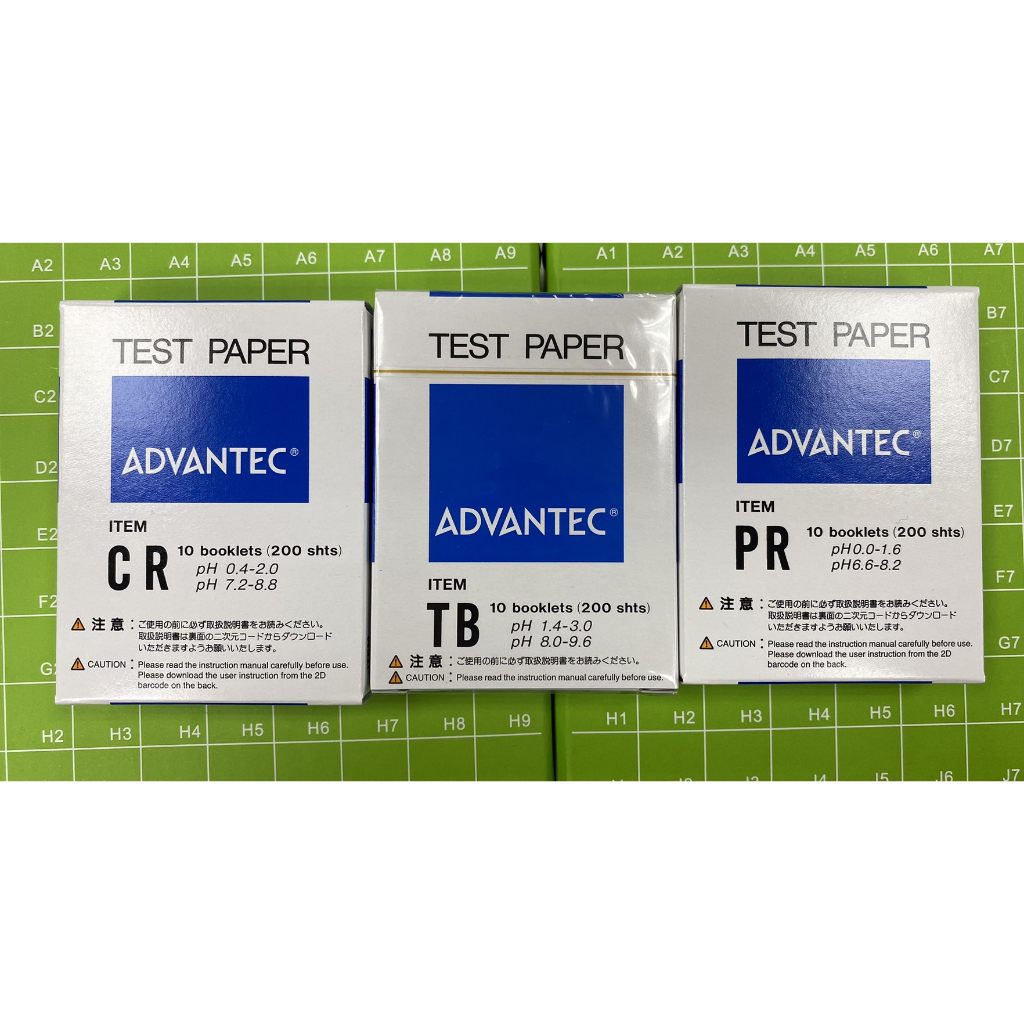 A2 A3 A4 A5 A6 A7 A8 A9 A1 A2 A3 A4 A5 A6 A7
B2
C2
D2
E2
F2
G2
TEST PAPER
ADVANTEC®
ITEM
CR 10 booklets (200 shts)
pH 0.4-2.0
pH 7.2-8.8
注意：ご使用の前に必ず取扱説明書をお読みください。
取扱説明書は裏面の二次元コードからダウンロード
いただきますようお願いいたします。
CAUTION : Please read the instruction manual carefully before use.
Please download the user instruction from the 2D
barcode on the back.
TEST PAPER
ADVANTEC®
ITEM
TB 10 booklets (200 shts)
pH 1.4-3.0
pH 8.0-9.6
注意：ご使用の前に必ず取扱説明書をお読みください。
CAUTION : Please read the instruction manual carefully before use.
TEST PAPER
ADVANTEC®
ITEM
PR 10 booklets (200 shts)
pH0.0-1.6
pH6.6-8.2
注意：ご使用の前に必ず取扱説明書をお読みください。
取扱説明書は裏面の二次元コードからダウンロード
いただきますようお願いいたします。
CAUTION : Please read the instruction manual carefully before use.
Please download the user instruction from the 2D
barcode on the back.
B7
C7
D7
E7
F7
G7
H2 H3 H4 H5 H6 H7 H8 H9 H1 H2 H3 H4 H5 H6 H7
J2 J3 J4 J5 J6 J7